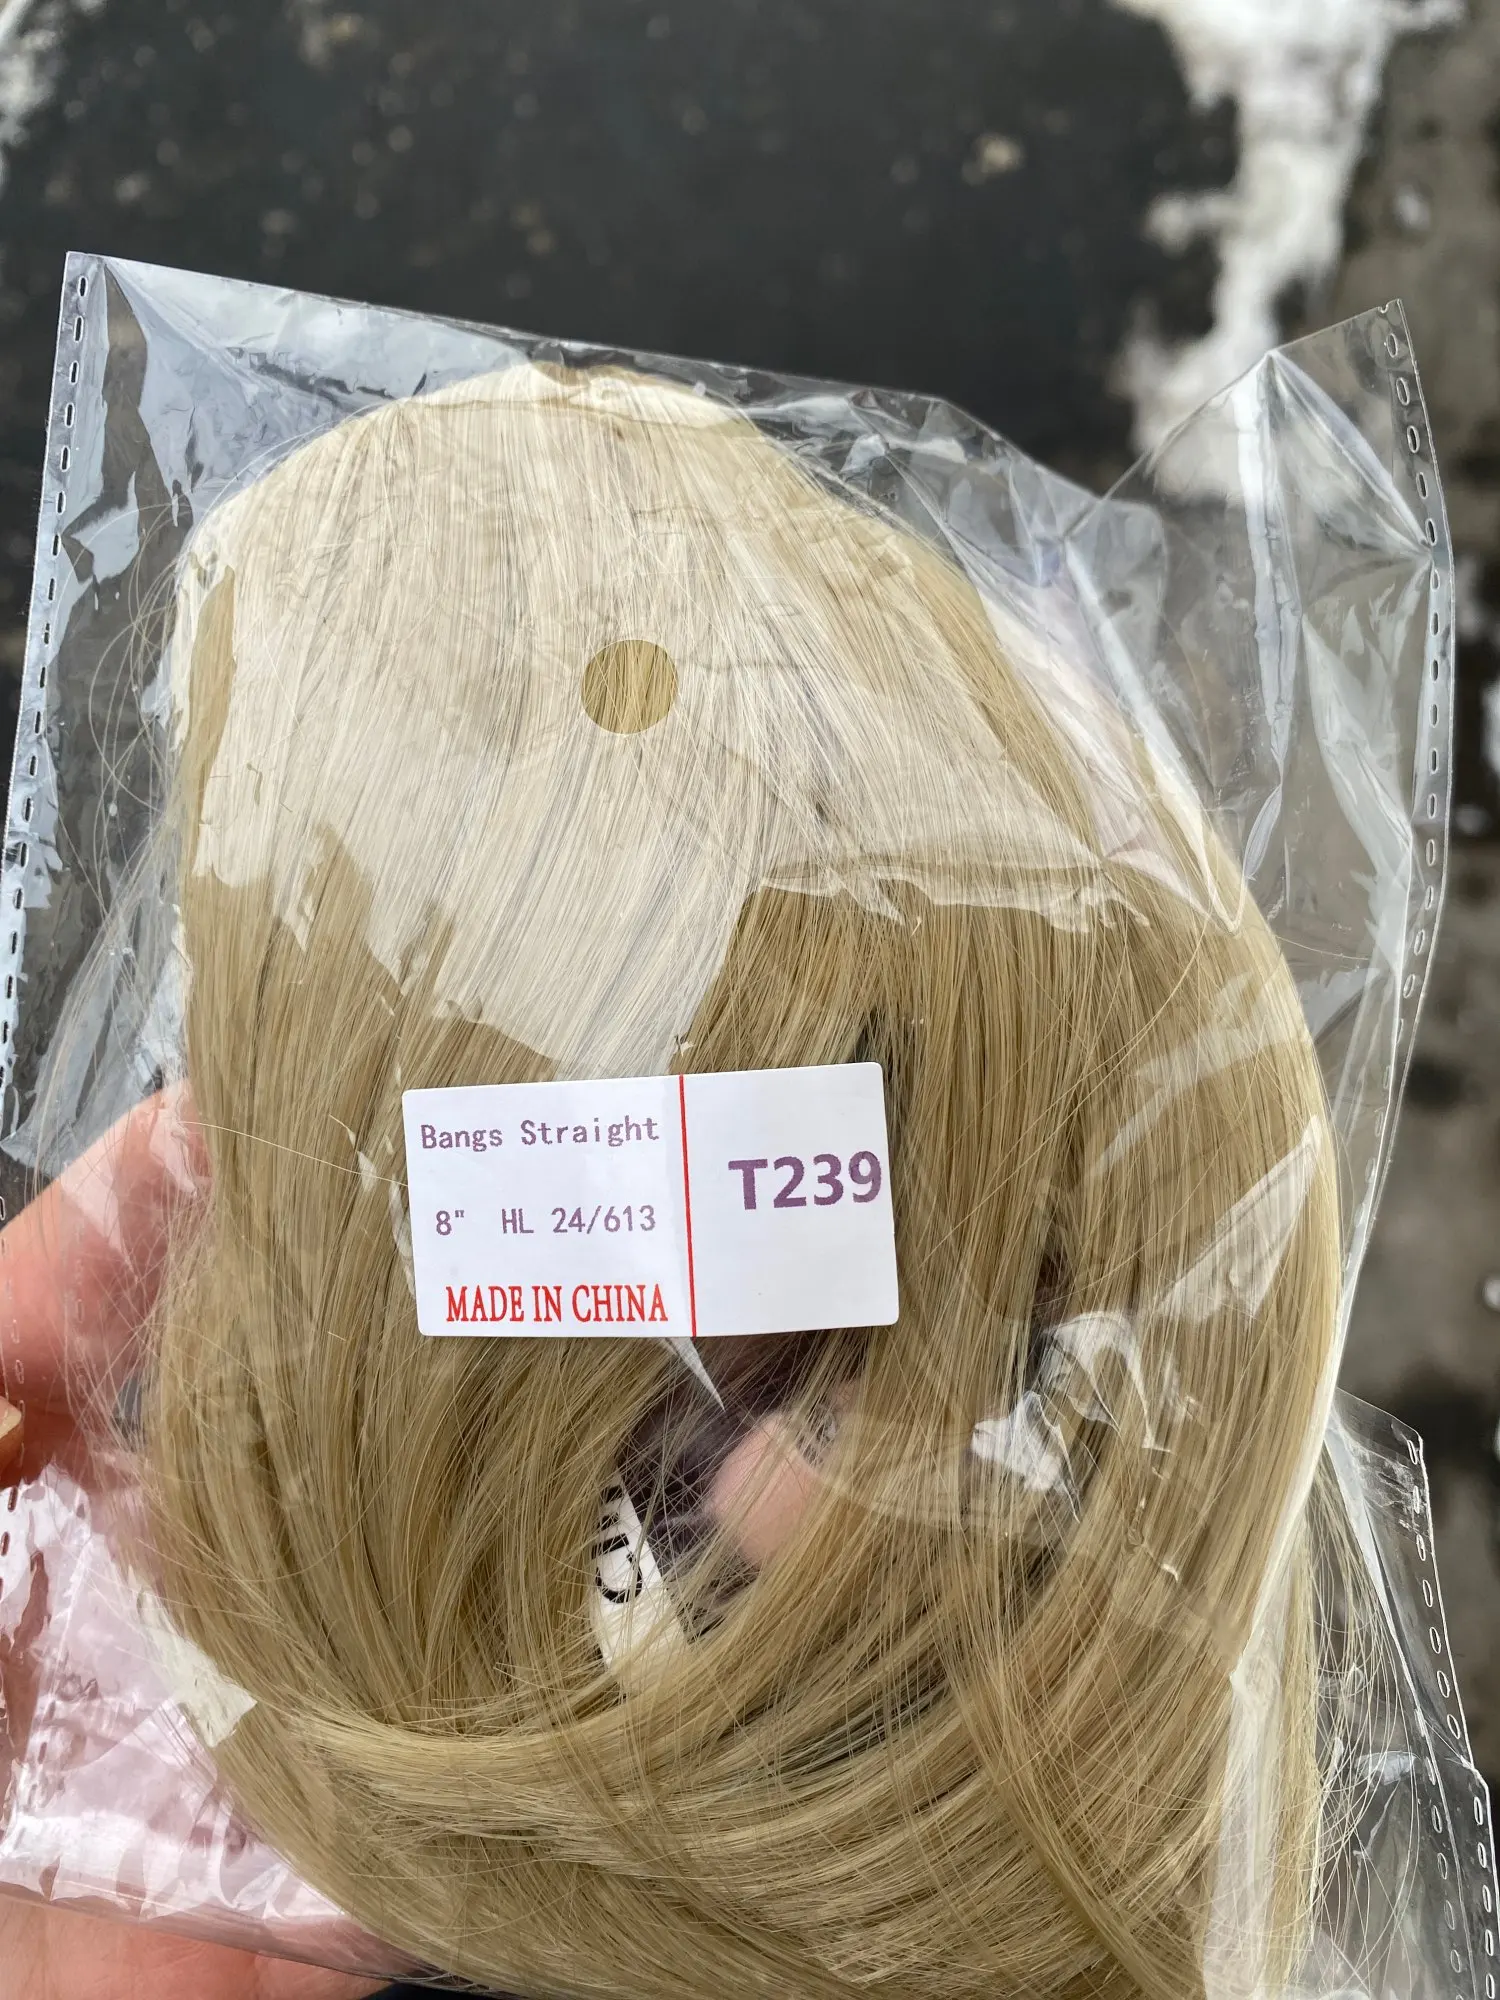 Bangs Straight
8" HL 24/613
MADE IN CHINA
T239